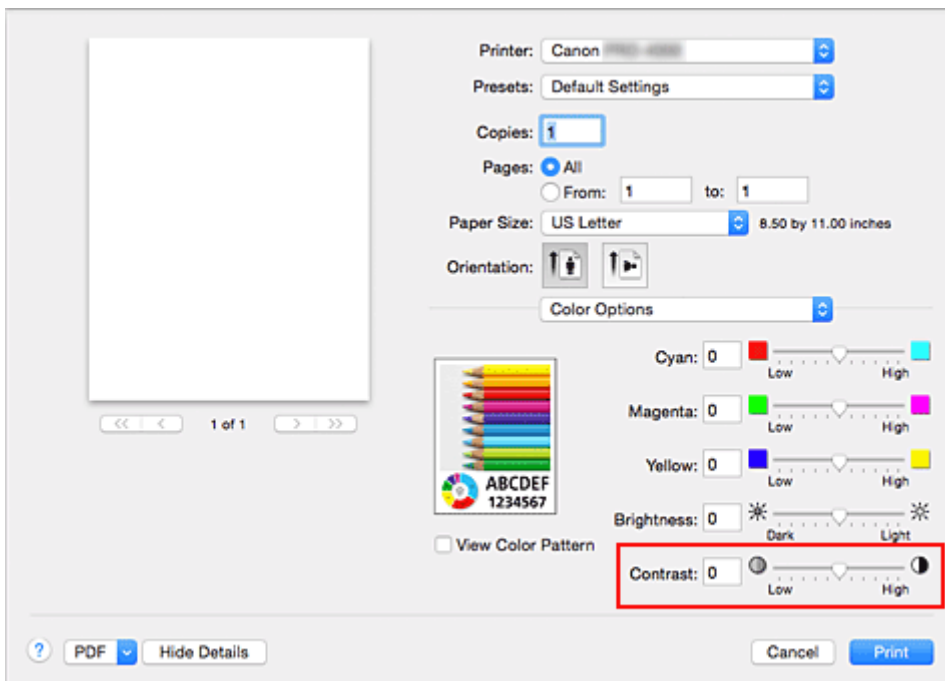 Printer: Canon
Presets: Default Settings
Copies: 1
Pages: All
From: 1 to: 1
Paper Size: US Letter 8.50 by 11.00 inches
Orientation:
Color Options
1 of 1
ABCDEF
1234567
View Color Pattern
Cyan: 0
Low High
Magenta: 0
Low High
Yellow: 0
Low High
Brightness: 0
Dark Light
Contrast: 0
Low High
? PDF Hide Details Cancel Print